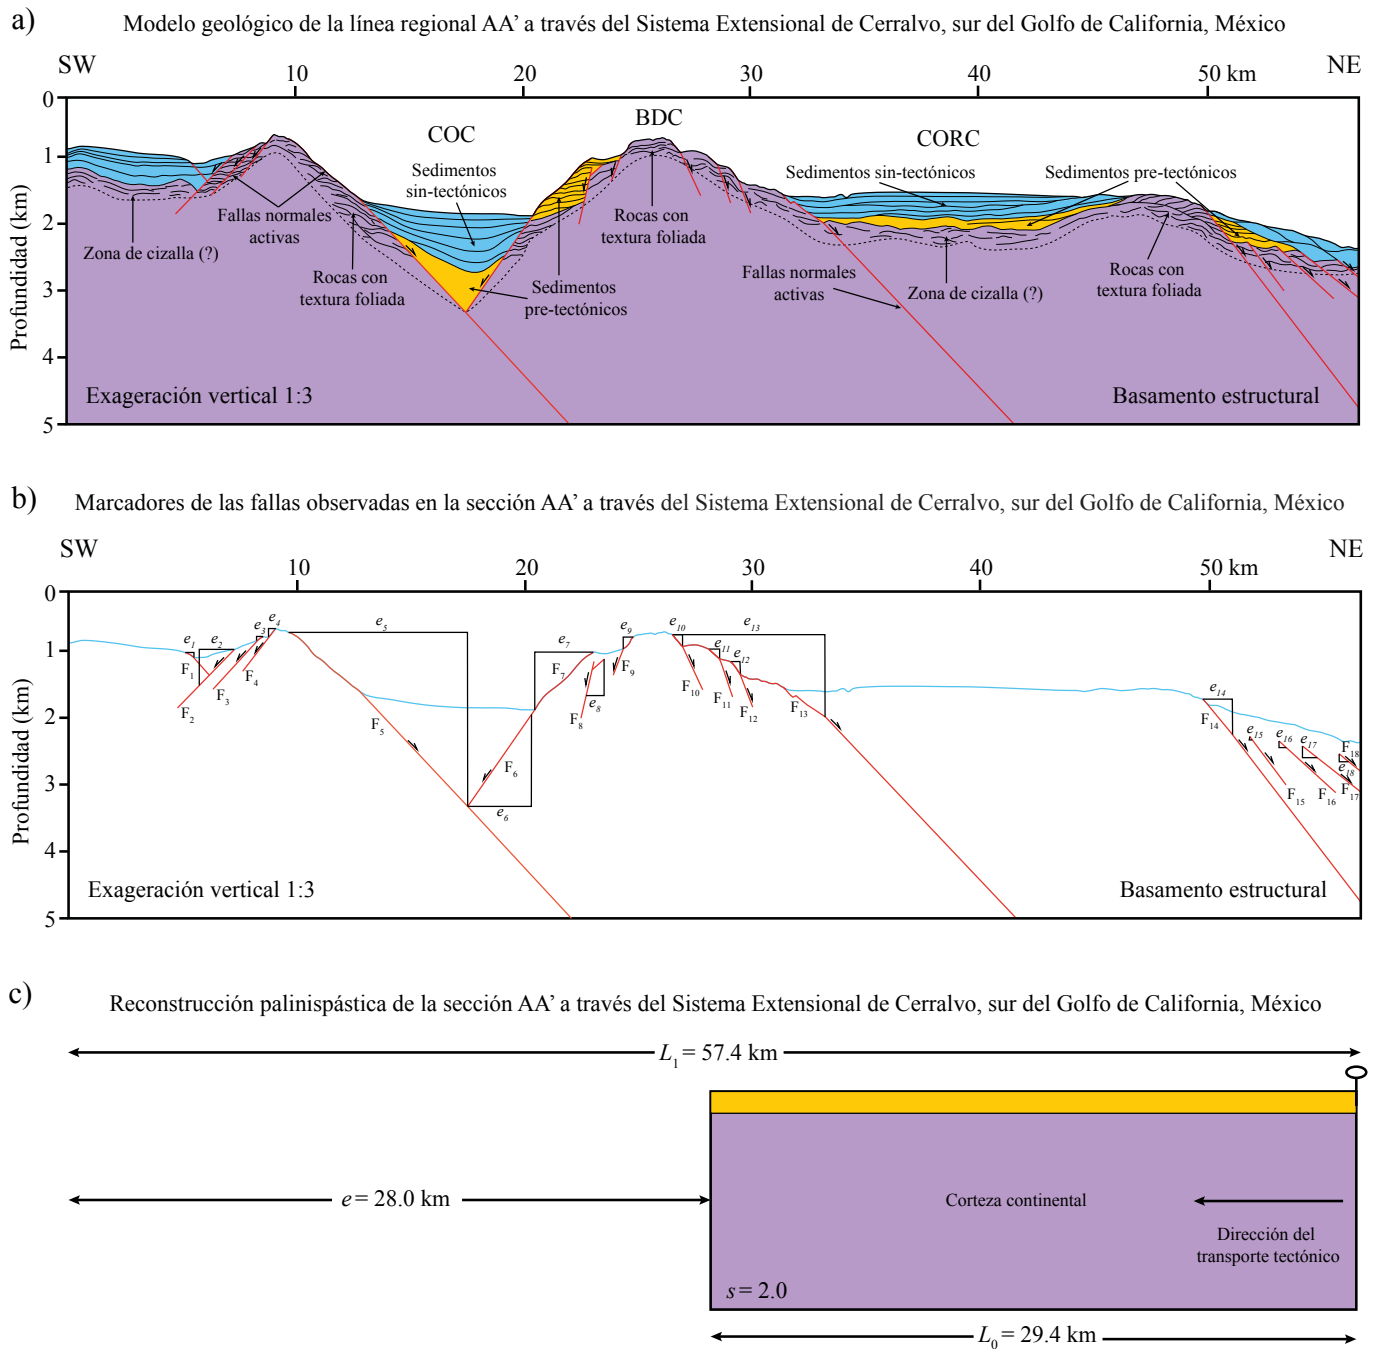 a) Modelo geológico de la línea regional AA’ a través del Sistema Extensional de Cerralvo, sur del Golfo de California, México
SW 10 20 30 40 50 km NE
BDC
COC CORC
Sedimentos
sin-tectónicos
Sedimentos sin-tectónicos
Sedimentos pre-tectónicos
Fallas normales
activas
Rocas con
textura foliada
Zona de cizalla (?)
Rocas con
textura foliada
Sedimentos
pre-tectónicos
Fallas normales
activas
Zona de cizalla (?)
Rocas con
textura foliada
0
1
2
3
4
5
Profundidad (km)
Exageración vertical 1:3
Basamento estructural
b) Marcadores de las fallas observadas en la sección AA’ a través del Sistema Extensional de Cerralvo, sur del Golfo de California, México
SW 10 20 30 40 50 km NE
0
1
2
3
4
5
Profundidad (km)
e1 e2 e3 e4 e5 e6 e7 e8 e9 e10 e11 e12 e13 e14 e15 e16 e17 e18
F1 F2 F3 F4 F5 F6 F7 F8 F9 F10 F11 F12 F13 F14 F15 F16 F17 F18
Exageración vertical 1:3
Basamento estructural
c) Reconstrucción palinispástica de la sección AA’ a través del Sistema Extensional de Cerralvo, sur del Golfo de California, México
L1 = 57.4 km
e = 28.0 km
Corteza continental
Dirección del
transporte tectónico
s = 2.0
L0 = 29.4 km